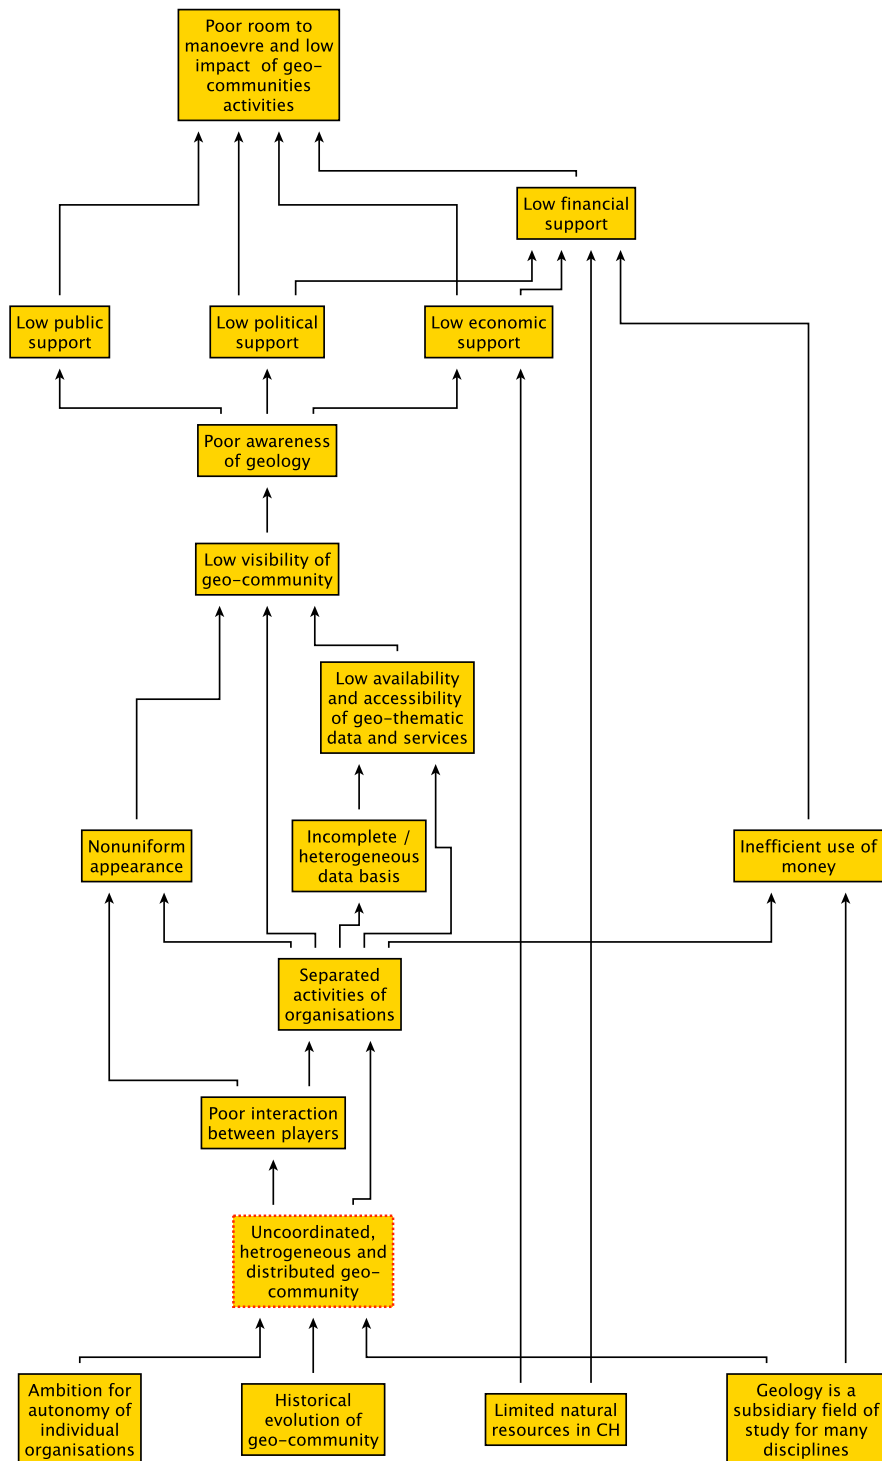 Poor room to
manoevre and low
impact of geo-
communities
activities
Low financial
support
Low public
support
Low political
support
Low economic
support
Poor awareness
of geology
Low visibility of
geo-community
Low availability
and accessibility
of geo-thematic
data and services
Nonuniform
appearance
Incomplete /
heterogeneous
data basis
Inefficient use of
money
Separated
activities of
organisations
Poor interaction
between players
Uncoordinated,
hetrogeneous and
distributed geo-
community
Ambition for
autonomy of
individual
organisations
Historical
evolution of
geo-community
Limited natural
resources in CH
Geology is a
subsidiary field of
study for many
disciplines